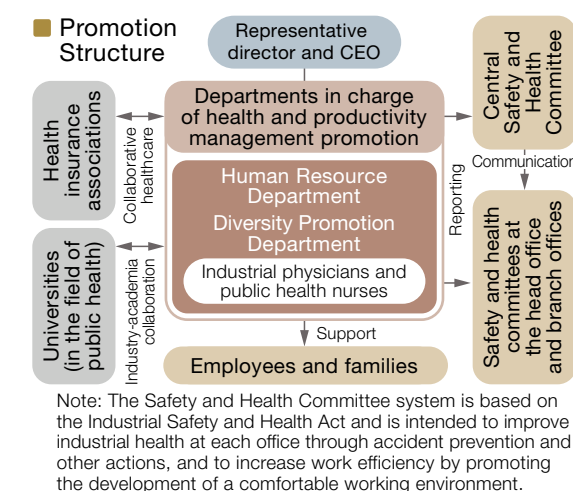 Promotion
Structure
Representative
director and CEO
Departments in charge
of health and productivity
management promotion
Human Resource
Department
Diversity Promotion
Department
Industrial physicians and
public health nurses
Health
insurance
associations
Collaborative
healthcare
Universities
(in the field of
public health)
Industry-academia
collaboration
Reporting
Central
Safety and
Health
Committee
Communication
Safety and health
committees at
the head office
and branch offices
Support
Employees and families
Note: The Safety and Health Committee system is based on
the Industrial Safety and Health Act and is intended to improve
industrial health at each office through accident prevention and
other actions, and to increase work efficiency by promoting
the development of a comfortable working environment.